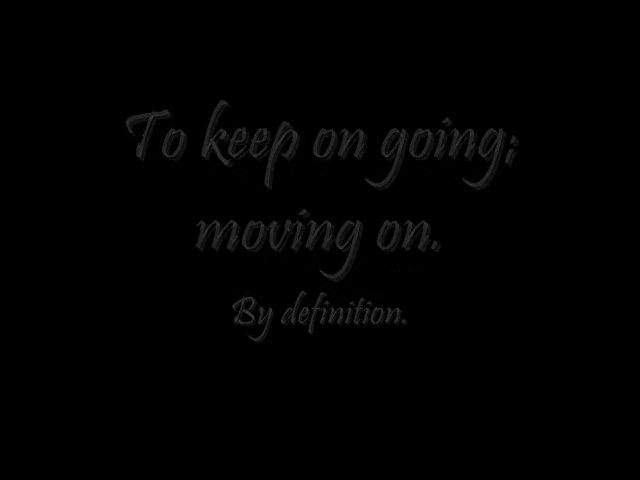 To keep on going;
moving on.
By definition.